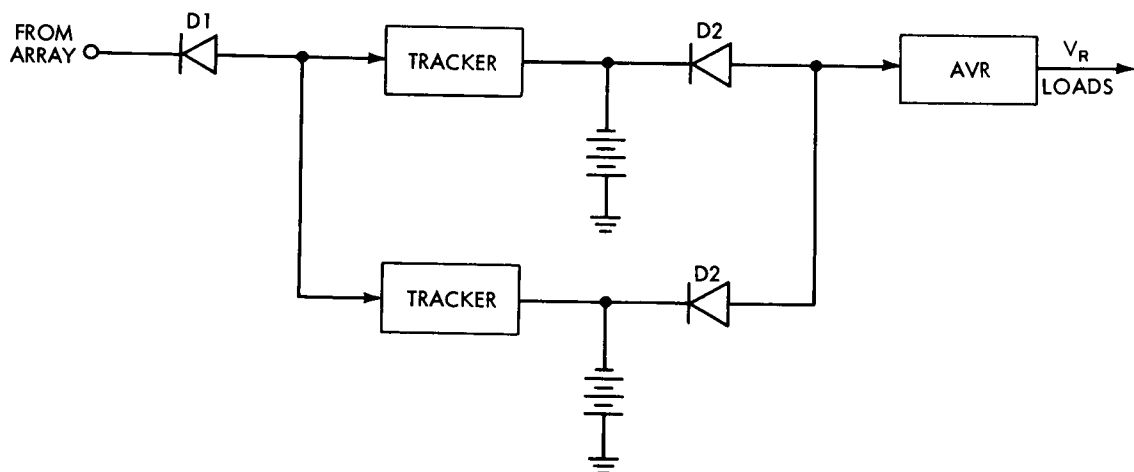 FROM
ARRAY
D1
TRACKER
D2
AVR
V_R
LOADS
TRACKER
D2